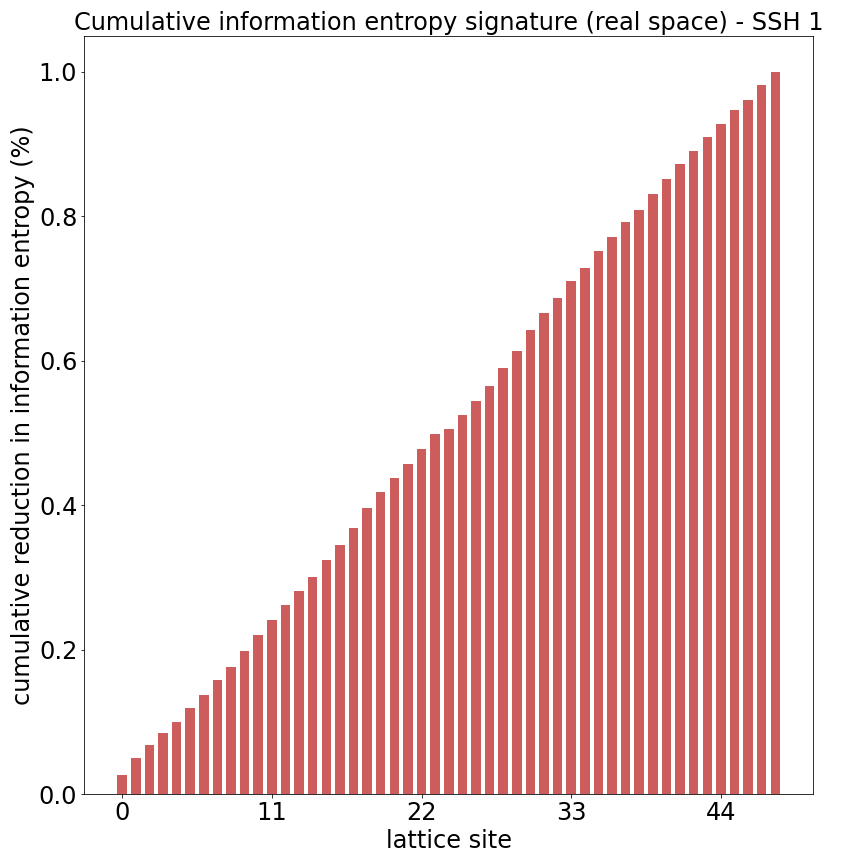 Cumulative information entropy signature (real space) - SSH 1
cumulative reduction in information entropy (%)
1.0
0.8
0.6
0.4
0.2
0.0
0 11 22 33 44
lattice site